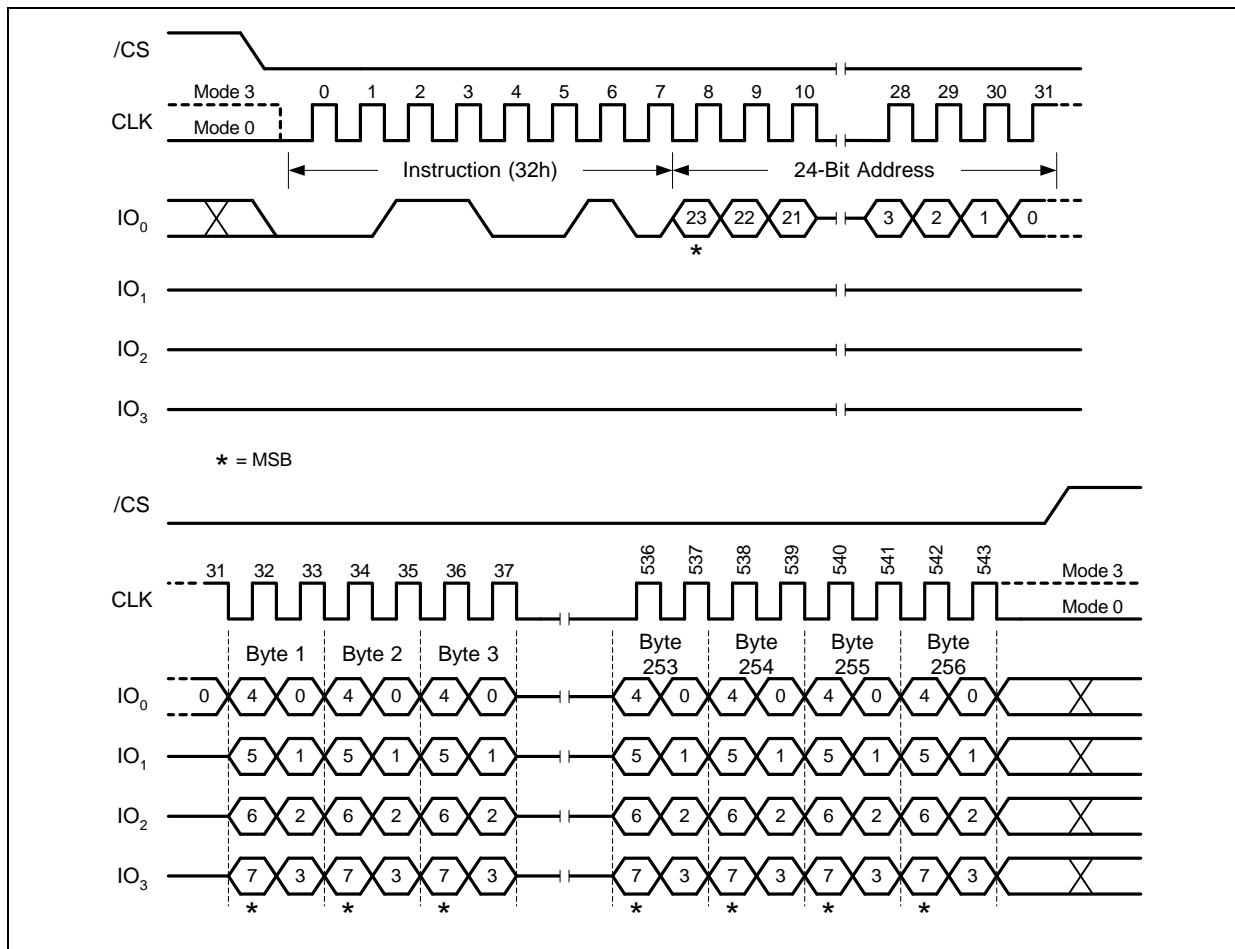 /CS
Mode 3
0 1 2 3 4 5 6 7 8 9 10 28 29 30 31
CLK
Mode 0
Instruction (32h) 24-Bit Address
IO0 23 22 21 3 2 1 0
*
IO1
IO2
IO3
* = MSB
/CS
31 32 33 34 35 36 37 536 537 538 539 540 541 542 543
Mode 3
CLK
Mode 0
Byte 1 Byte 2 Byte 3 Byte 253 Byte 254 Byte 255 Byte 256
IO0 0 4 0 4 0 4 0 4 0 4 0 4 0 4 0
IO1 5 1 5 1 5 1 5 1 5 1 5 1 5 1
IO2 6 2 6 2 6 2 6 2 6 2 6 2 6 2
IO3 7 3 7 3 7 3 7 3 7 3 7 3 7 3
* * * * * * *